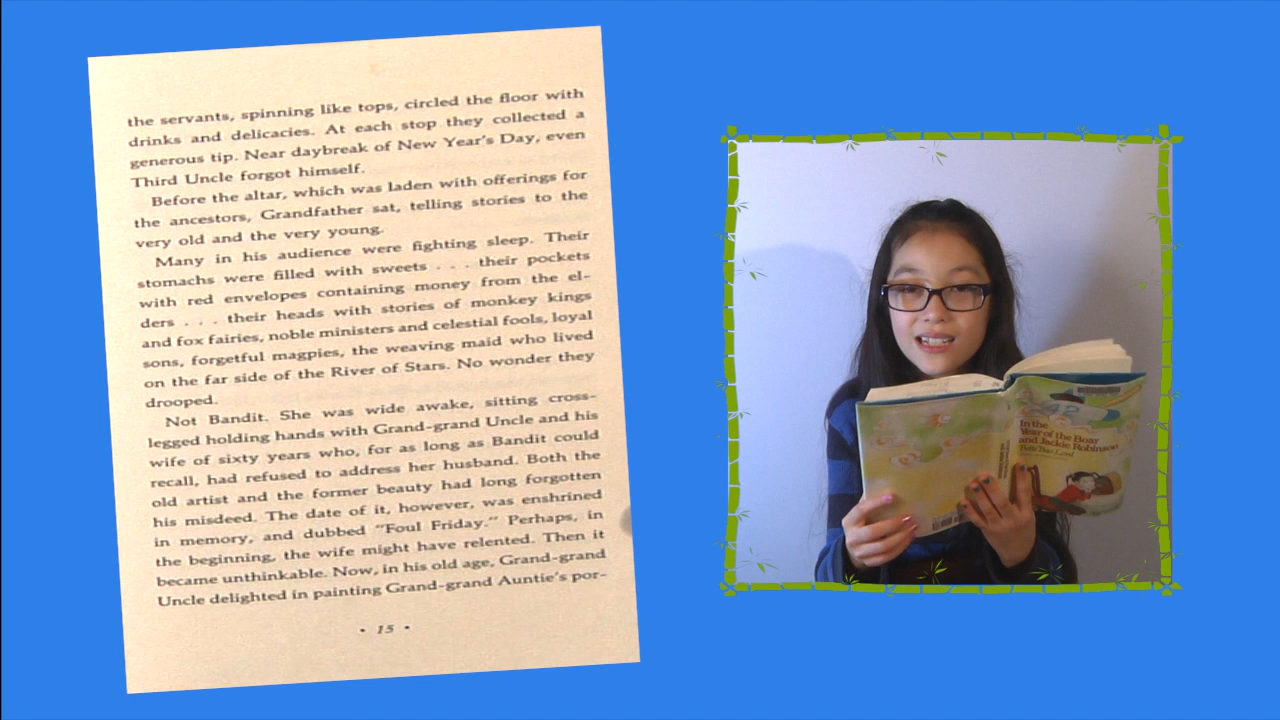 the servants, spinning like tops, circled the floor with
drinks and delicacies. At each stop they collected a
generous tip. Near daybreak of New Year's Day, even
Third Uncle forgot himself.
Before the altar, which was laden with offerings for
the ancestors, Grandfather sat, telling stories to the
very old and the very young.
Many in his audience were fighting sleep. Their
stomachs were filled with sweets . . . their pockets
with red envelopes containing money from the el-
ders . . . their heads with stories of monkey kings
and fox fairies, noble ministers and celestial fools, loyal
sons, forgetful magpies, the weaving maid who lived
on the far side of the River of Stars. No wonder they
drooped.
Not Bandit. She was wide awake, sitting cross-
legged holding hands with Grand-grand Uncle and his
wife of sixty years who, for as long as Bandit could
recall, had refused to address her husband. Both the
old artist and the former beauty had long forgotten
his misdeed. The date of it, however, was enshrined
in memory, and dubbed "Foul Friday." Perhaps, in
the beginning, the wife might have relented. Then it
became unthinkable. Now, in his old age, Grand-grand
Uncle delighted in painting Grand-grand Auntie's por-
• 15 •
42
In the
Year of the Boar
and Jackie Robinson
Bette Bao Lord